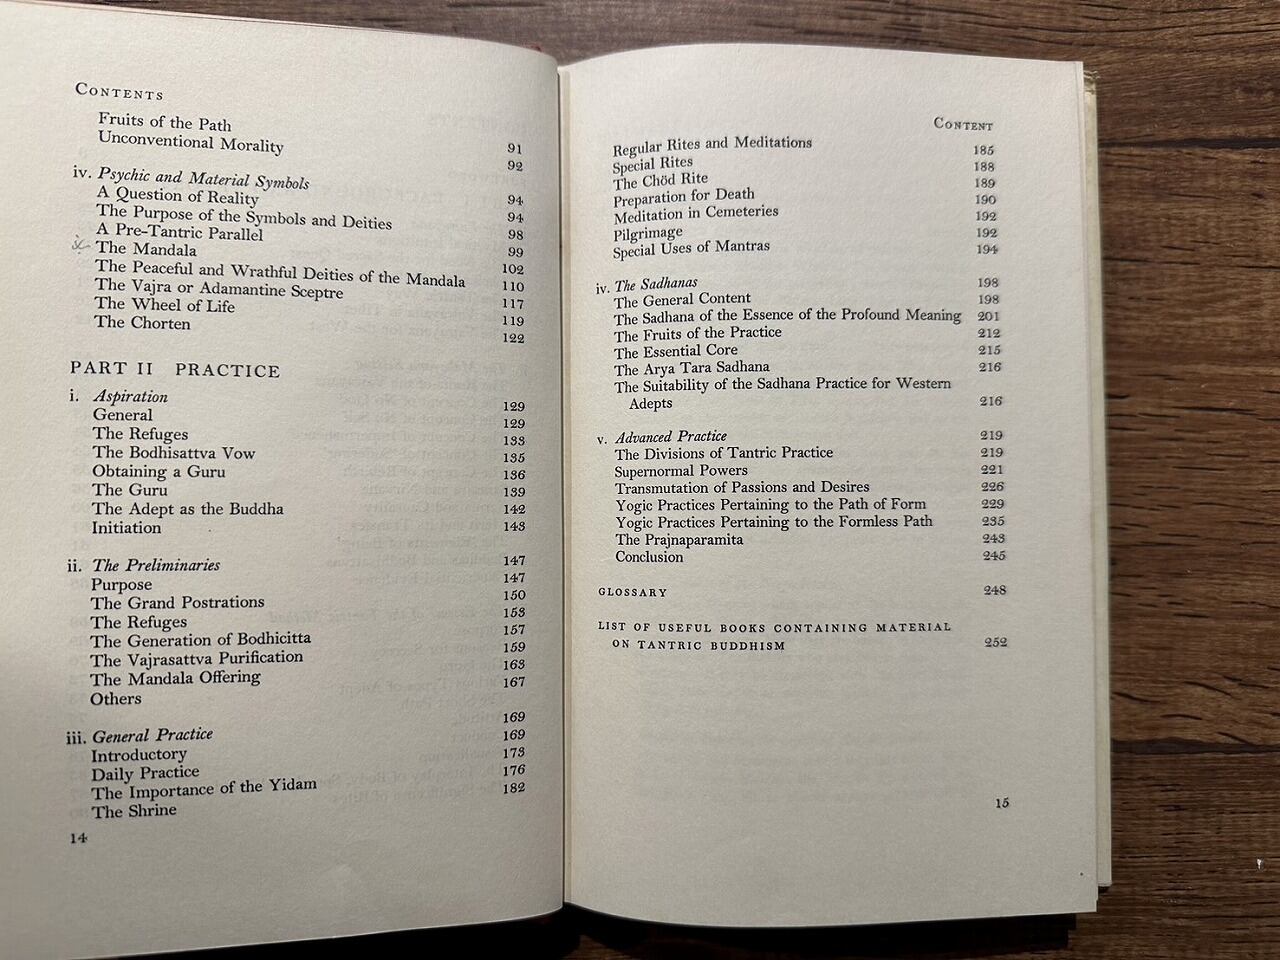 CONTENTS
Fruits of the Path 91
Unconventional Morality 92
iv. Psychic and Material Symbols 94
A Question of Reality 94
The Purpose of the Symbols and Deities 98
A Pre-Tantric Parallel 99
The Mandala 102
The Peaceful and Wrathful Deities of the Mandala 110
The Vajra or Adamantine Sceptre 117
The Wheel of Life 119
The Chorten 122
PART II PRACTICE
i. Aspiration 129
General 129
The Refuges 133
The Bodhisattva Vow 135
Obtaining a Guru 136
The Guru 139
The Adept as the Buddha 142
Initiation 143
ii. The Preliminaries 147
Purpose 147
The Grand Postrations 150
The Refuges 153
The Generation of Bodhicitta 157
The Vajrasattva Purification 159
The Mandala Offering 163
Others 167
iii. General Practice 169
Introductory 169
Daily Practice 173
The Importance of the Yidam 176
The Shrine 182
14
CONTENT
Regular Rites and Meditations 185
Special Rites 188
The Chöd Rite 189
Preparation for Death 190
Meditation in Cemeteries 192
Pilgrimage 192
Special Uses of Mantras 194
iv. The Sadhanas 198
The General Content 198
The Sadhana of the Essence of the Profound Meaning 201
The Fruits of the Practice 212
The Essential Core 215
The Arya Tara Sadhana 216
The Suitability of the Sadhana Practice for Western
Adepts 216
v. Advanced Practice 219
The Divisions of Tantric Practice 219
Supernormal Powers 221
Transmutation of Passions and Desires 226
Yogic Practices Pertaining to the Path of Form 229
Yogic Practices Pertaining to the Formless Path 235
The Prajnaparamita 243
Conclusion 245
GLOSSARY 248
LIST OF USEFUL BOOKS CONTAINING MATERIAL
ON TANTRIC BUDDHISM 252
15